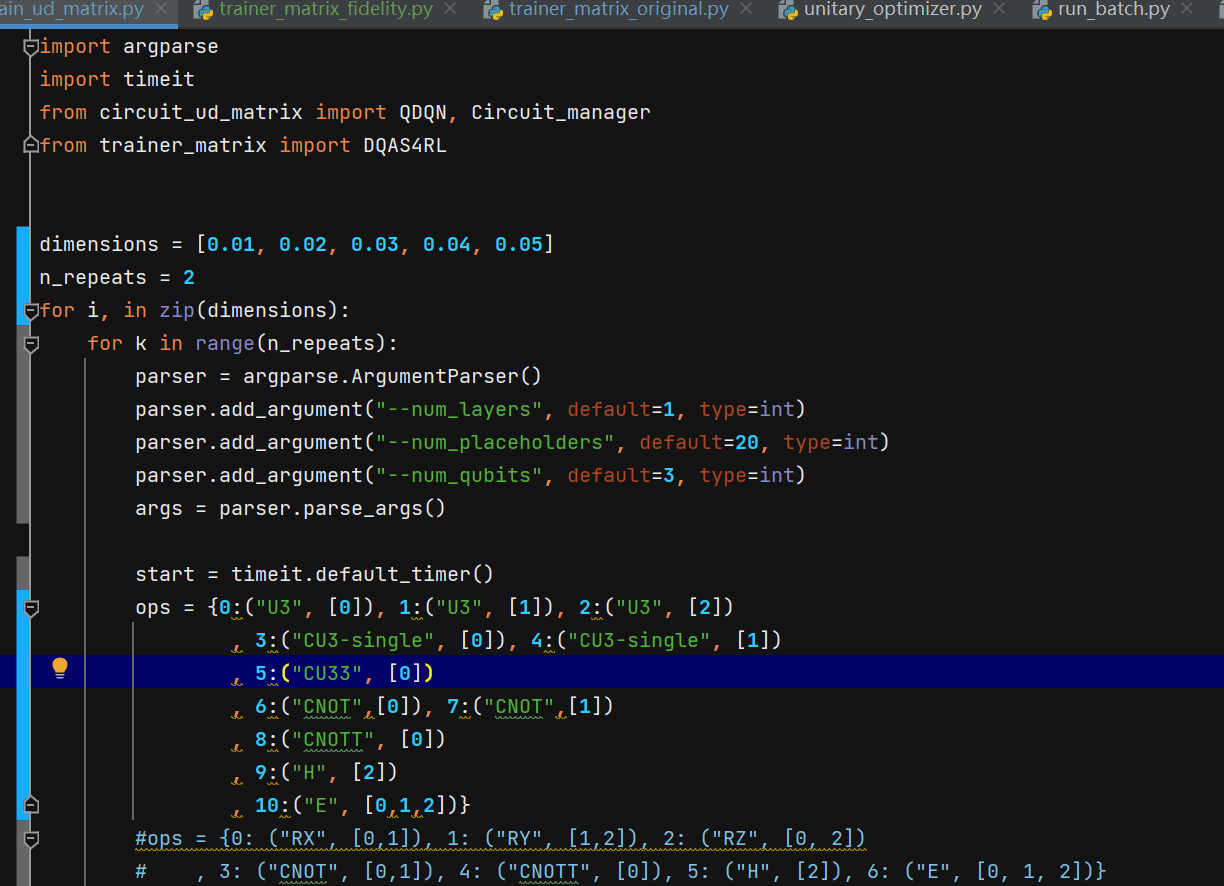 ain_ud_matrix.py × trainer_matrix_fidelity.py × trainer_matrix_original.py × unitary_optimizer.py × run_batch.py ×
import argparse
import timeit
from circuit_ud_matrix import QDQN, Circuit_manager
from trainer_matrix import DQAS4RL
dimensions = [0.01, 0.02, 0.03, 0.04, 0.05]
n_repeats = 2
for i, in zip(dimensions):
    for k in range(n_repeats):
        parser = argparse.ArgumentParser()
        parser.add_argument("--num_layers", default=1, type=int)
        parser.add_argument("--num_placeholders", default=20, type=int)
        parser.add_argument("--num_qubits", default=3, type=int)
        args = parser.parse_args()
        start = timeit.default_timer()
        ops = {0:("U3", [0]), 1:("U3", [1]), 2:("U3", [2])
                , 3:("CU3-single", [0]), 4:("CU3-single", [1])
                , 5:("CU33", [0])
                , 6:("CNOT",[0]), 7:("CNOT",[1])
                , 8:("CNOTT", [0])
                , 9:("H", [2])
                , 10:("E", [0,1,2])}
        #ops = {0: ("RX", [0,1]), 1: ("RY", [1,2]), 2: ("RZ", [0, 2])
        #    , 3: ("CNOT", [0,1]), 4: ("CNOTT", [0]), 5: ("H", [2]), 6: ("E", [0, 1, 2])}